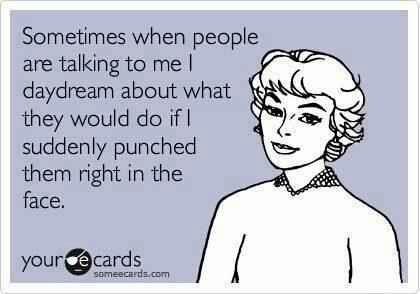 Sometimes when people
are talking to me I
daydream about what
they would do if I
suddenly punched
them right in the
face.
your e cards
someecards.com